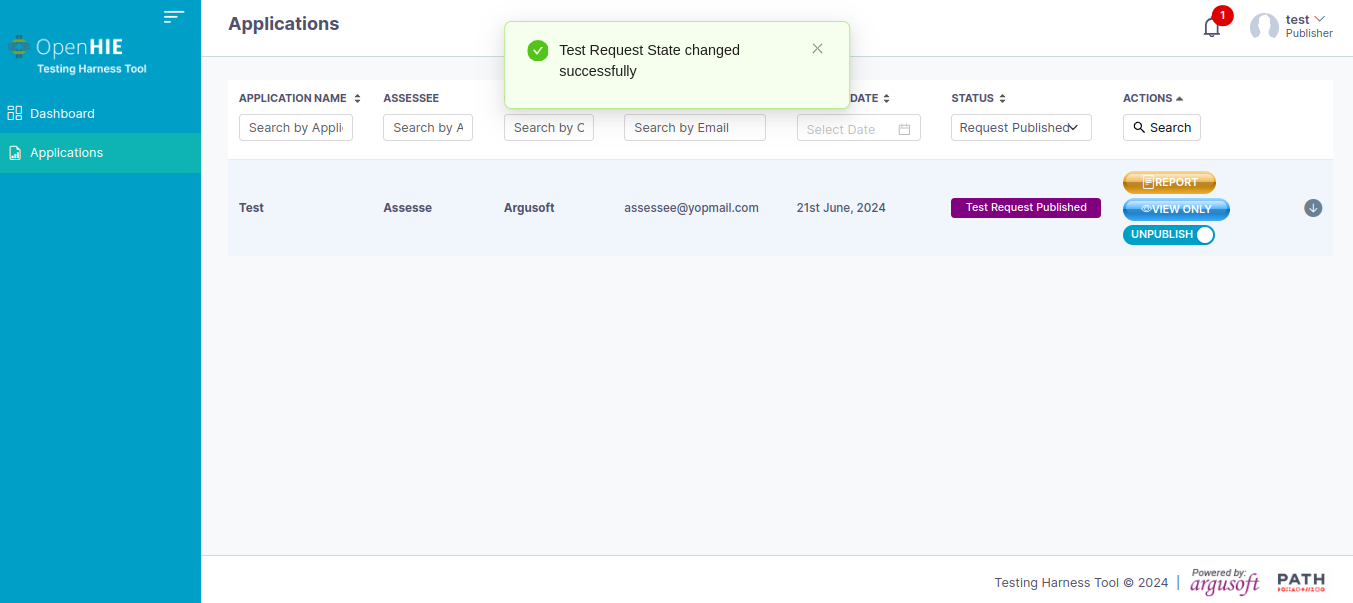 OpenHIE
Testing Harness Tool
Dashboard
Applications
Applications
Test Request State changed
successfully
1
test
Publisher
APPLICATION NAME
ASSESSEE
DATE
STATUS
ACTIONS
Search by Appli
Search by A
Search by C
Search by Email
Select Date
Request Published
Search
Test
Assesse
Argusoft
assessee@yopmail.com
21st June, 2024
Test Request Published
REPORT
VIEW ONLY
UNPUBLISH
Testing Harness Tool © 2024 |
Powered by:
argusoft
PATH